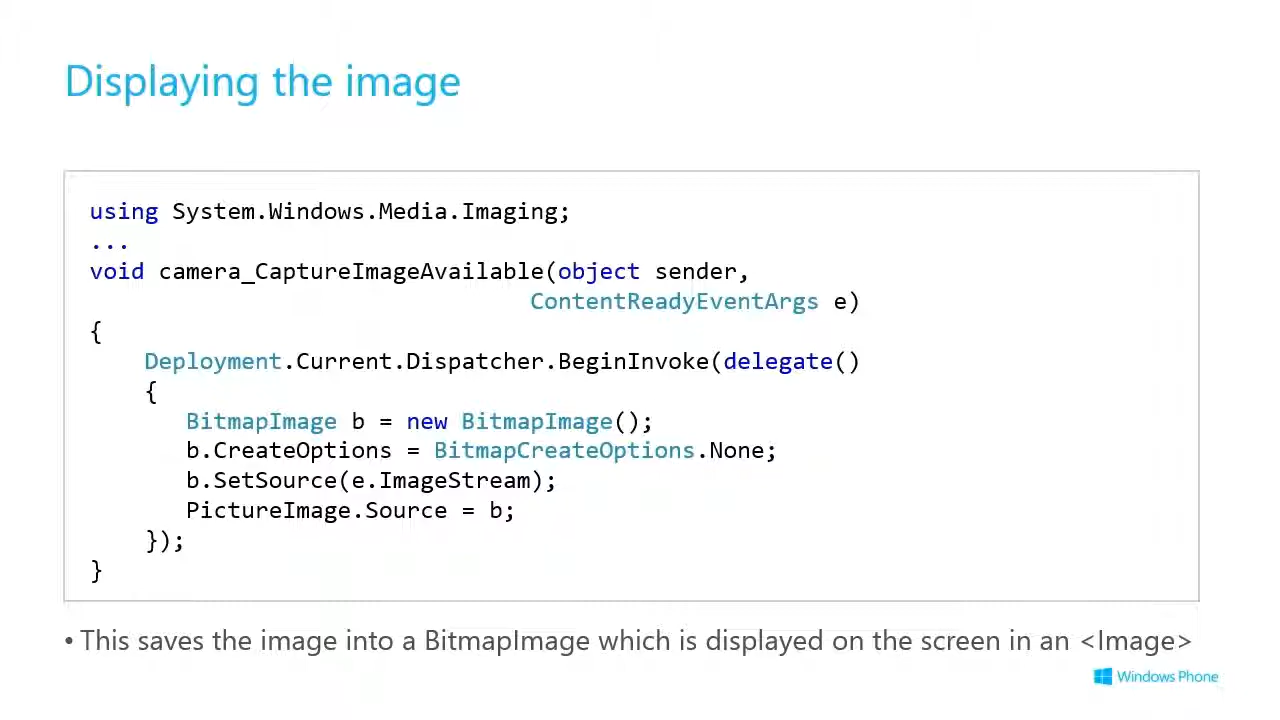 Displaying the image
using System.Windows.Media.Imaging;
...
void camera_CaptureImageAvailable(object sender,
ContentReadyEventArgs e)
{
Deployment.Current.Dispatcher.BeginInvoke(delegate()
{
BitmapImage b = new BitmapImage();
b.CreateOptions = BitmapCreateOptions.None;
b.SetSource(e.ImageStream);
PictureImage.Source = b;
});
}
• This saves the image into a BitmapImage which is displayed on the screen in an <Image>
Windows Phone